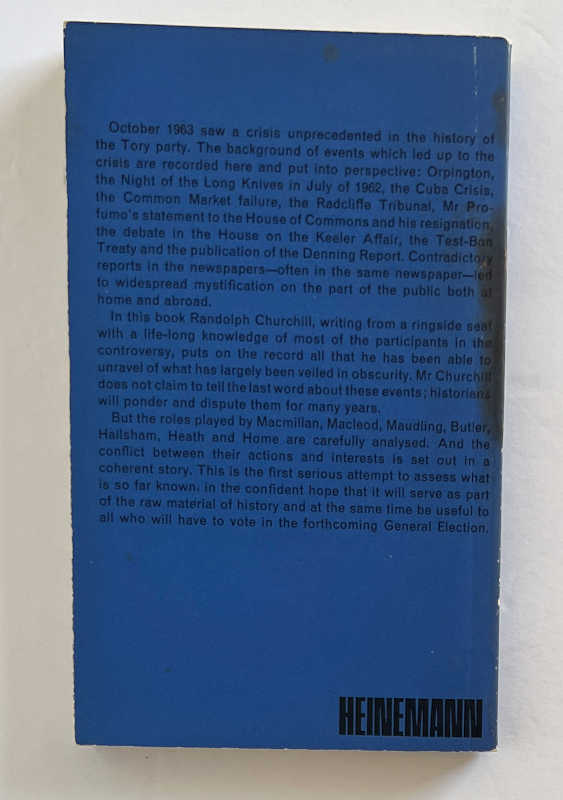 October 1963 saw a crisis unprecedented in the history of
the Tory party. The background of events which led up to the
crisis are recorded here and put into perspective: Orpington,
the Night of the Long Knives in July of 1962, the Cuba Crisis,
the Common Market failure, the Radcliffe Tribunal, Mr Pro-
fumo's statement to the House of Commons and his resignation,
the debate in the House on the Keeler Affair, the Test-Ban
Treaty and the publication of the Denning Report. Contradictory
reports in the newspapers—often in the same newspaper—led
to widespread mystification on the part of the public both at
home and abroad.
In this book Randolph Churchill, writing from a ringside seat
with a life-long knowledge of most of the participants in the
controversy, puts on the record all that he has been able to
unravel of what has largely been veiled in obscurity. Mr Churchill
does not claim to tell the last word about these events; historians
will ponder and dispute them for many years.
But the roles played by Macmillan, Macleod, Maudling, Butler,
Hailsham, Heath and Home are carefully analysed. And the
conflict between their actions and interests is set out in a
coherent story. This is the first serious attempt to assess what
is so far known, in the confident hope that it will serve as part
of the raw material of history and at the same time be useful to
all who will have to vote in the forthcoming General Election.
HEINEMANN